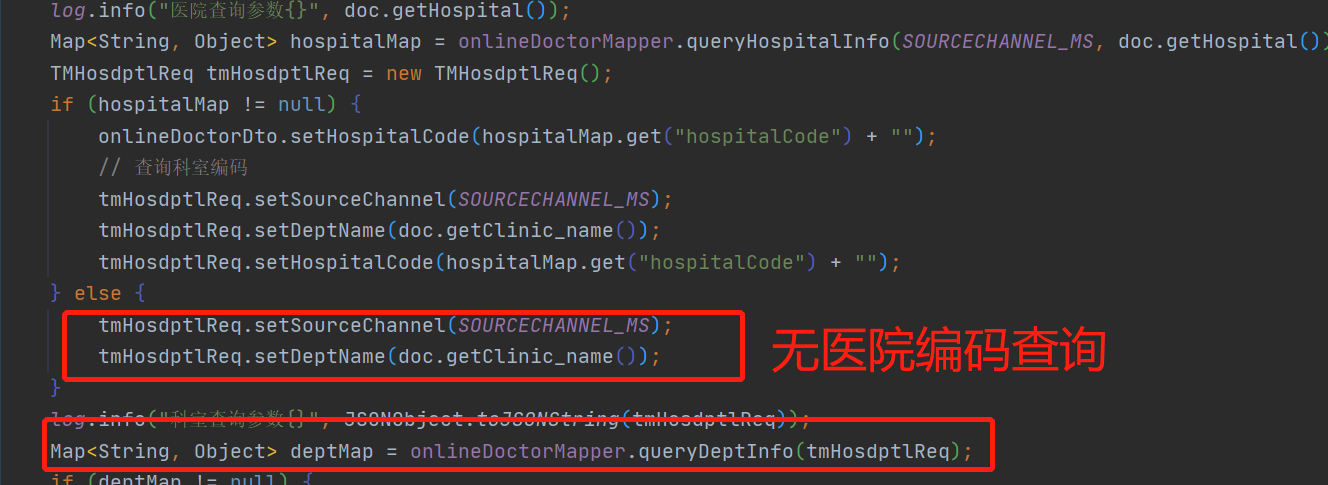 log.info("医院查询参数{}", doc.getHospital());
Map<String, Object> hospitalMap = onlineDoctorMapper.queryHospitalInfo(SOURCECHANNEL_MS, doc.getHospital())
TMHosdptlReq tmHosdptlReq = new TMHosdptlReq();
if (hospitalMap != null) {
onlineDoctorDto.setHospitalCode(hospitalMap.get("hospitalCode") + "");
// 查询科室编码
tmHosdptlReq.setSourceChannel(SOURCECHANNEL_MS);
tmHosdptlReq.setDeptName(doc.getClinic_name());
tmHosdptlReq.setHospitalCode(hospitalMap.get("hospitalCode") + "");
} else {
tmHosdptlReq.setSourceChannel(SOURCECHANNEL_MS);
tmHosdptlReq.setDeptName(doc.getClinic_name());
无医院编码查询
}
log.info("科室查询参数{}", JSONObject.toJSONString(tmHosdptlReq));
Map<String, Object> deptMap = onlineDoctorMapper.queryDeptInfo(tmHosdptlReq);
if (deptMap != null) {